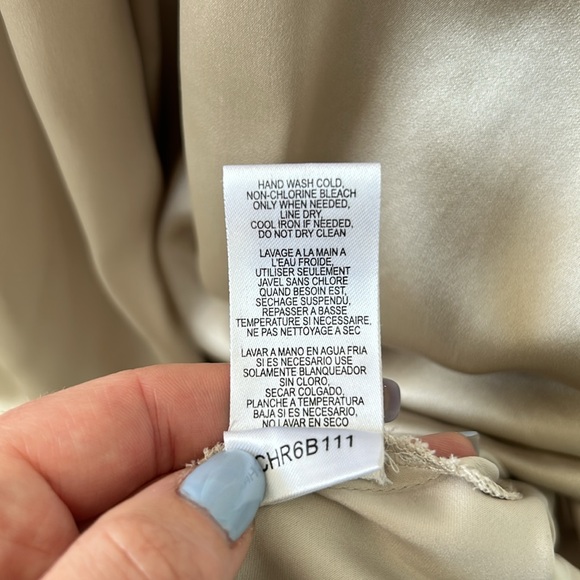 HAND WASH COLD,
NON-CHLORINE BLEACH
ONLY WHEN NEEDED,
LINE DRY,
COOL IRON IF NEEDED,
DO NOT DRY CLEAN
LAVAGE A LA MAIN A
L'EAU FROIDE,
UTILISER SEULEMENT
JAVEL SANS CHLORE
QUAND BESOIN EST,
SECHAGE SUSPENDU,
REPASSER A BASSE
TEMPERATURE SI NECESSAIRE,
NE PAS NETTOYAGE A SEC
LAVAR A MANO EN AGUA FRIA
SI ES NECESARIO USE
SOLAMENTE BLANQUEADOR
SIN CLORO,
SECAR COLGADO,
PLANCHE A TEMPERATURA
BAJA SI ES NECESARIO,
NO LAVAR EN SECO
CHR6B111